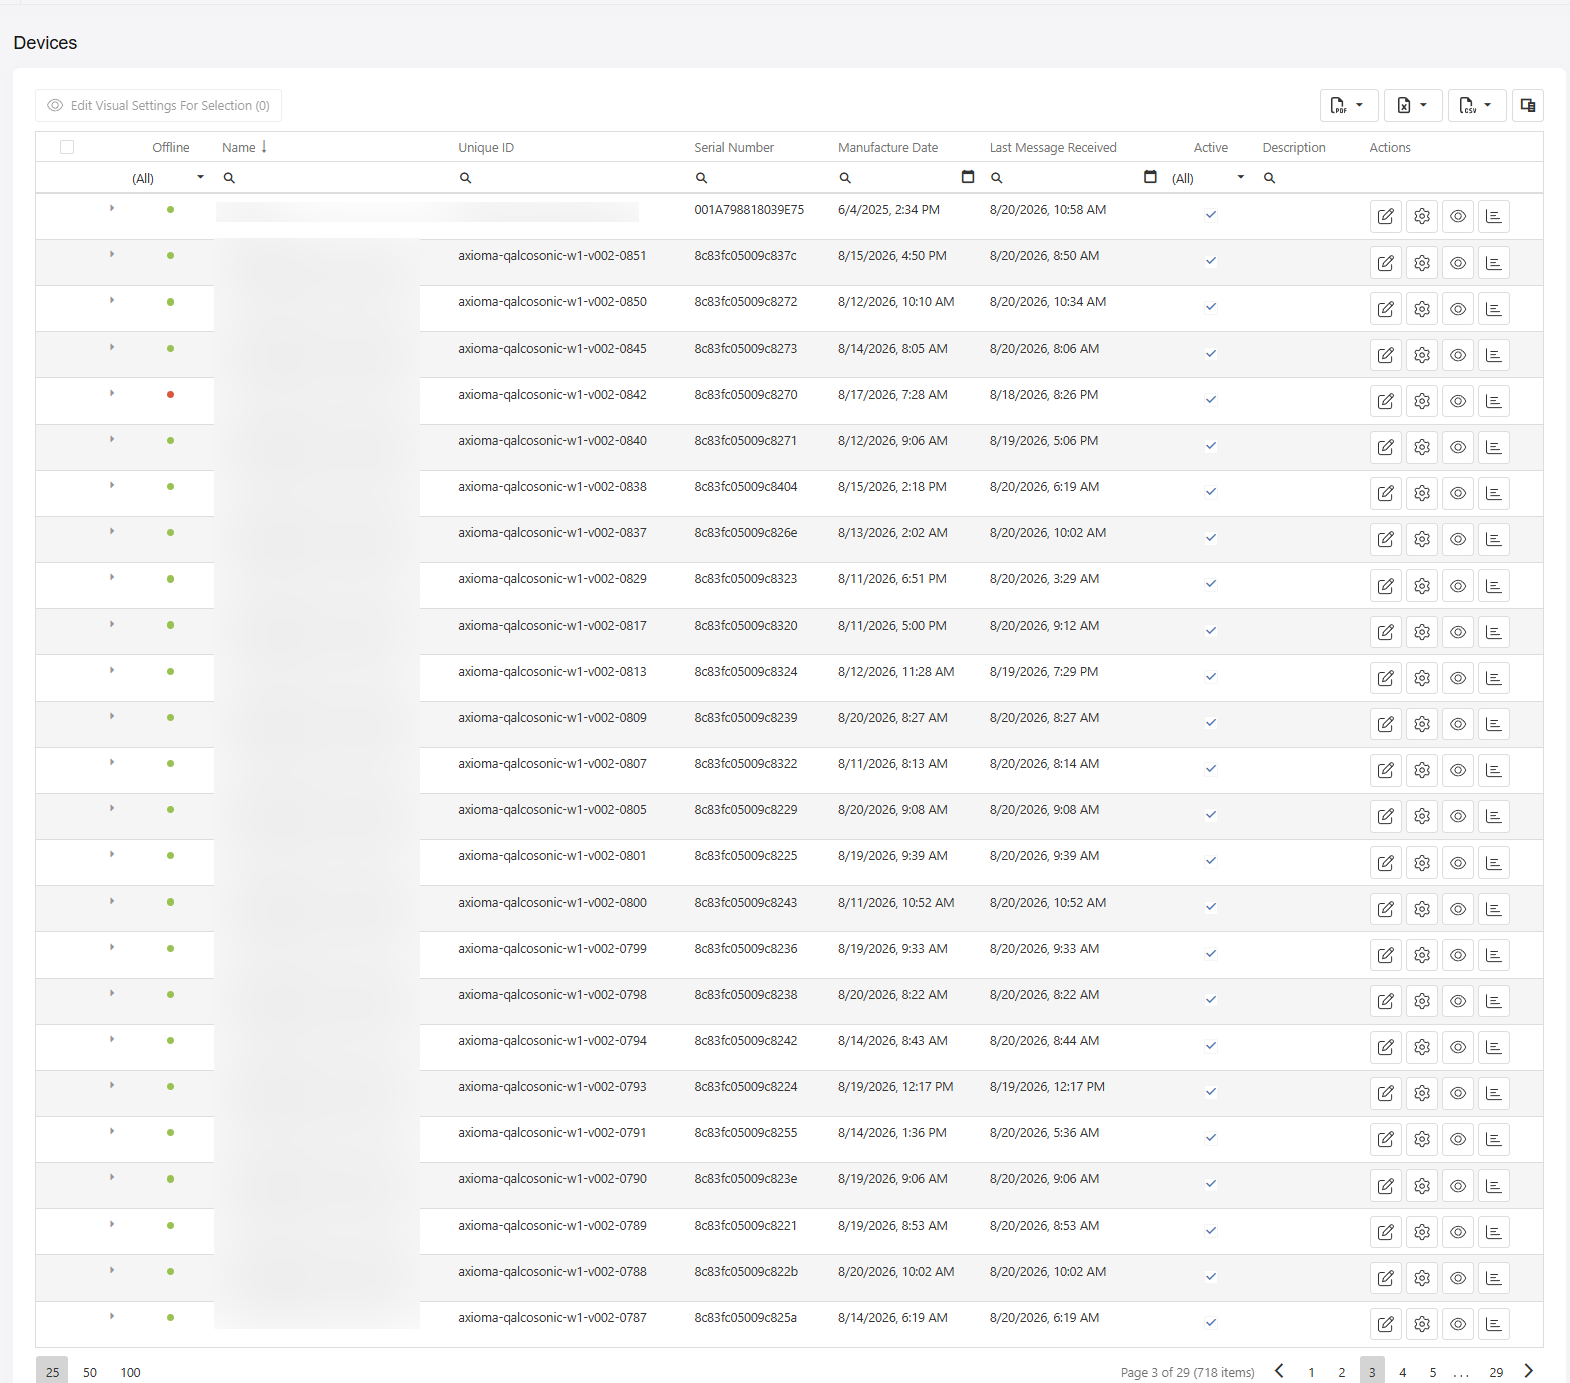 Devices
Edit Visual Settings For Selection (0)
PDF
X
CSV
Offline Name Unique ID Serial Number Manufacture Date Last Message Received Active Description Actions
(All) (All)
001A798818039E75 6/4/2025, 2:34 PM 8/20/2026, 10:58 AM
axioma-qalcosonic-w1-v002-0851 8c83fc05009c837c 8/15/2026, 4:50 PM 8/20/2026, 8:50 AM
axioma-qalcosonic-w1-v002-0850 8c83fc05009c8272 8/12/2026, 10:10 AM 8/20/2026, 10:34 AM
axioma-qalcosonic-w1-v002-0845 8c83fc05009c8273 8/14/2026, 8:05 AM 8/20/2026, 8:06 AM
axioma-qalcosonic-w1-v002-0842 8c83fc05009c8270 8/17/2026, 7:28 AM 8/18/2026, 8:26 PM
axioma-qalcosonic-w1-v002-0840 8c83fc05009c8271 8/12/2026, 9:06 AM 8/19/2026, 5:06 PM
axioma-qalcosonic-w1-v002-0838 8c83fc05009c8404 8/15/2026, 2:18 PM 8/20/2026, 6:19 AM
axioma-qalcosonic-w1-v002-0837 8c83fc05009c826e 8/13/2026, 2:02 AM 8/20/2026, 10:02 AM
axioma-qalcosonic-w1-v002-0829 8c83fc05009c8323 8/11/2026, 6:51 PM 8/20/2026, 3:29 AM
axioma-qalcosonic-w1-v002-0817 8c83fc05009c8320 8/11/2026, 5:00 PM 8/20/2026, 9:12 AM
axioma-qalcosonic-w1-v002-0813 8c83fc05009c8324 8/12/2026, 11:28 AM 8/19/2026, 7:29 PM
axioma-qalcosonic-w1-v002-0809 8c83fc05009c8239 8/20/2026, 8:27 AM 8/20/2026, 8:27 AM
axioma-qalcosonic-w1-v002-0807 8c83fc05009c8322 8/11/2026, 8:13 AM 8/20/2026, 8:14 AM
axioma-qalcosonic-w1-v002-0805 8c83fc05009c8229 8/20/2026, 9:08 AM 8/20/2026, 9:08 AM
axioma-qalcosonic-w1-v002-0801 8c83fc05009c8225 8/19/2026, 9:39 AM 8/20/2026, 9:39 AM
axioma-qalcosonic-w1-v002-0800 8c83fc05009c8243 8/11/2026, 10:52 AM 8/20/2026, 10:52 AM
axioma-qalcosonic-w1-v002-0799 8c83fc05009c8236 8/19/2026, 9:33 AM 8/20/2026, 9:33 AM
axioma-qalcosonic-w1-v002-0798 8c83fc05009c8238 8/20/2026, 8:22 AM 8/20/2026, 8:22 AM
axioma-qalcosonic-w1-v002-0794 8c83fc05009c8242 8/14/2026, 8:43 AM 8/20/2026, 8:44 AM
axioma-qalcosonic-w1-v002-0793 8c83fc05009c8224 8/19/2026, 12:17 PM 8/19/2026, 12:17 PM
axioma-qalcosonic-w1-v002-0791 8c83fc05009c8255 8/14/2026, 1:36 PM 8/20/2026, 5:36 AM
axioma-qalcosonic-w1-v002-0790 8c83fc05009c823e 8/19/2026, 9:06 AM 8/20/2026, 9:06 AM
axioma-qalcosonic-w1-v002-0789 8c83fc05009c8221 8/19/2026, 8:53 AM 8/20/2026, 8:53 AM
axioma-qalcosonic-w1-v002-0788 8c83fc05009c822b 8/20/2026, 10:02 AM 8/20/2026, 10:02 AM
axioma-qalcosonic-w1-v002-0787 8c83fc05009c825a 8/14/2026, 6:19 AM 8/20/2026, 6:19 AM
25 50 100 Page 3 of 29 (718 items) 1 2 3 4 5 ... 29